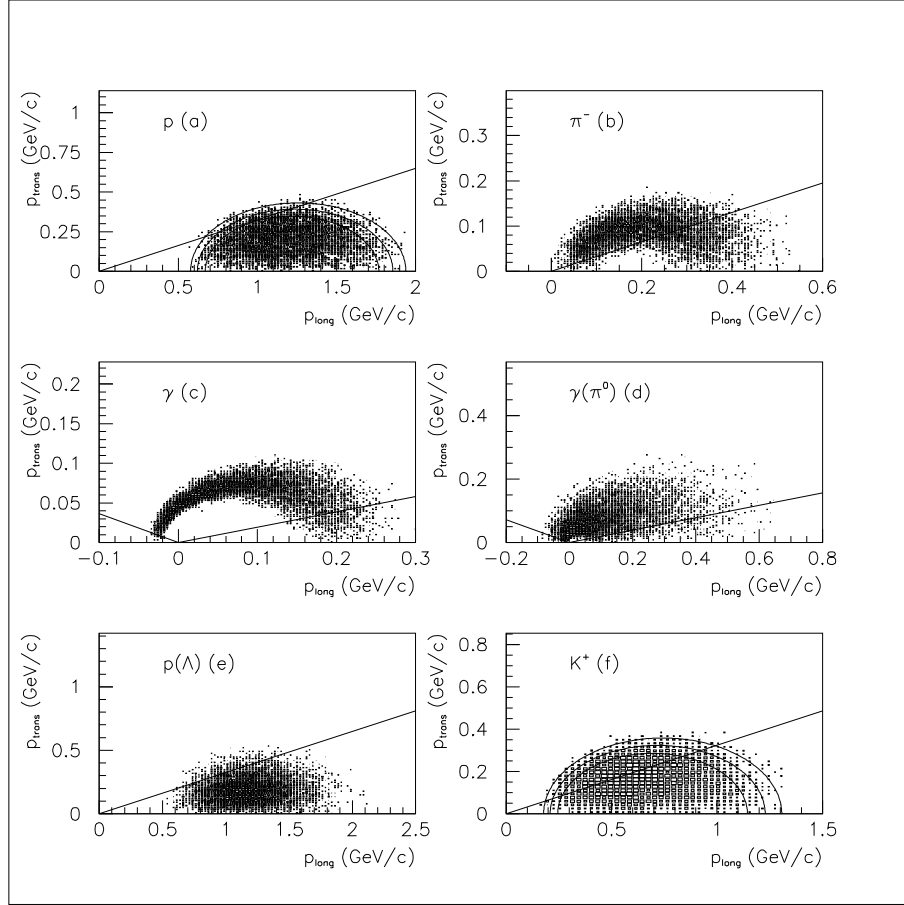 p_trans (GeV/c)
1
0.75
0.5
0.25
0
p (a)
0 0.5 1 1.5 2
p_long (GeV/c)
p_trans (GeV/c)
0.3
0.2
0.1
0
π⁻ (b)
0 0.2 0.4 0.6
p_long (GeV/c)
p_trans (GeV/c)
0.2
0.15
0.1
0.05
0
γ (c)
-0.1 0 0.1 0.2 0.3
p_long (GeV/c)
p_trans (GeV/c)
0.4
0.2
0
γ(π⁰) (d)
-0.2 0 0.2 0.4 0.6 0.8
p_long (GeV/c)
p_trans (GeV/c)
1
0.5
0
p(Λ) (e)
0 0.5 1 1.5 2 2.5
p_long (GeV/c)
p_trans (GeV/c)
0.8
0.6
0.4
0.2
0
K⁺ (f)
0 0.5 1 1.5
p_long (GeV/c)